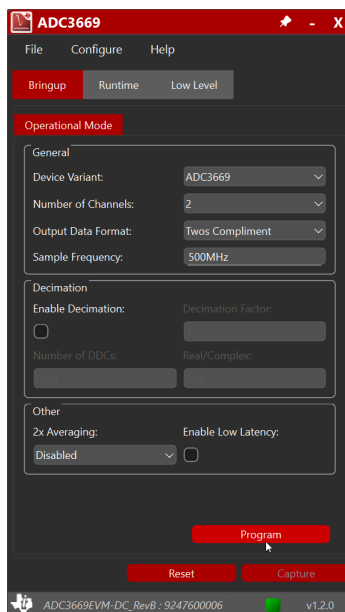 ADC3669
File Configure Help
Bringup Runtime Low Level
Operational Mode
General
Device Variant: ADC3669
Number of Channels: 2
Output Data Format: Twos Compliment
Sample Frequency: 500MHz
Decimation
Enable Decimation: Decimation Factor:
Number of DDCs: Real/Complex:
Other
2x Averaging: Enable Low Latency:
Disabled
Program
Reset Capture
ADC3669EVM-DC_RevB : 9247600006 v1.2.0